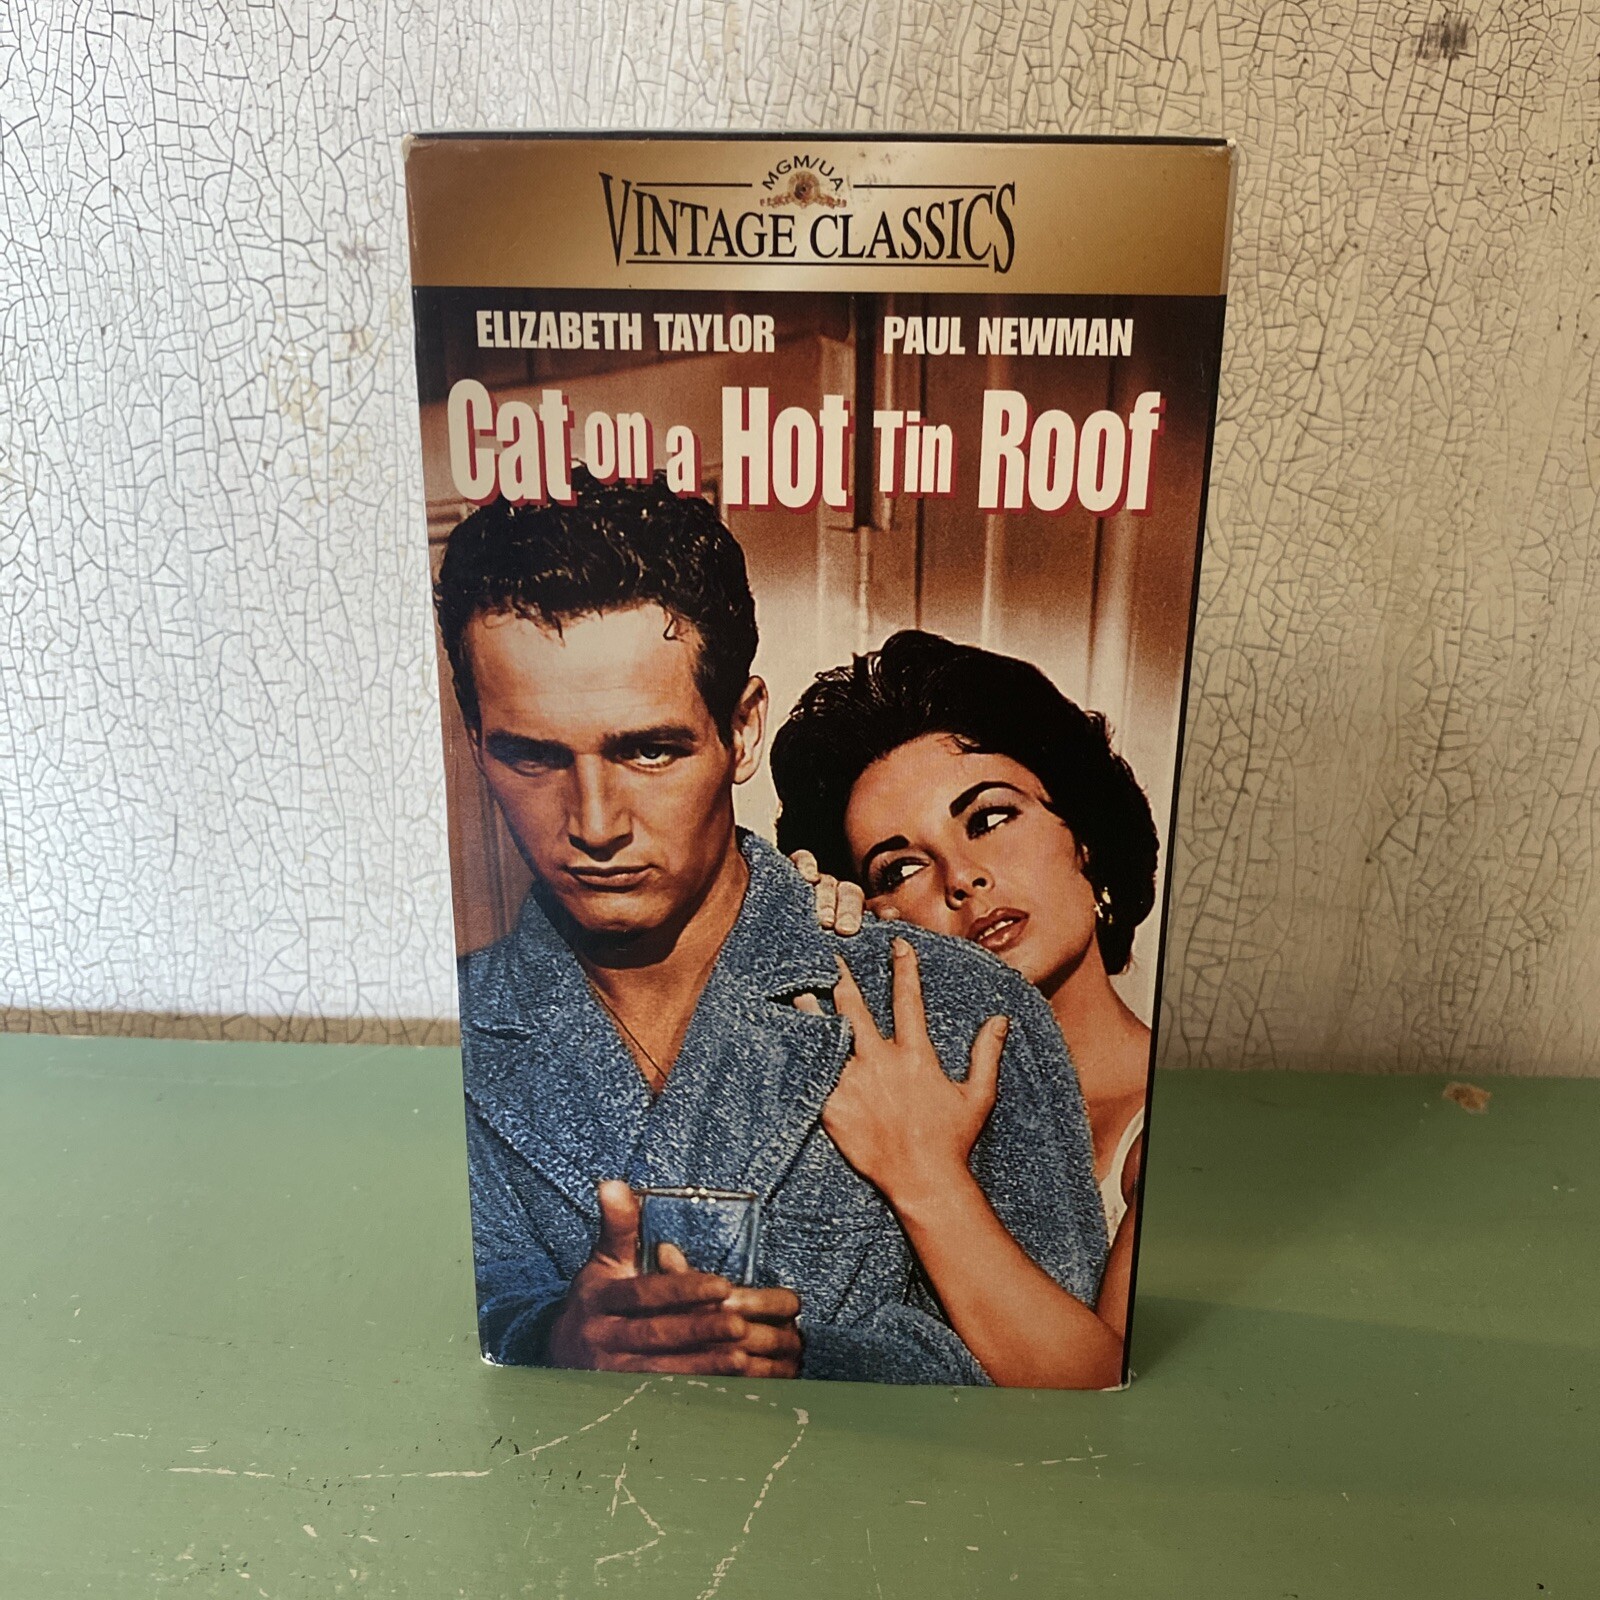 MGM/UA
VINTAGE CLASSICS
ELIZABETH TAYLOR PAUL NEWMAN
Cat on a Hot Tin Roof